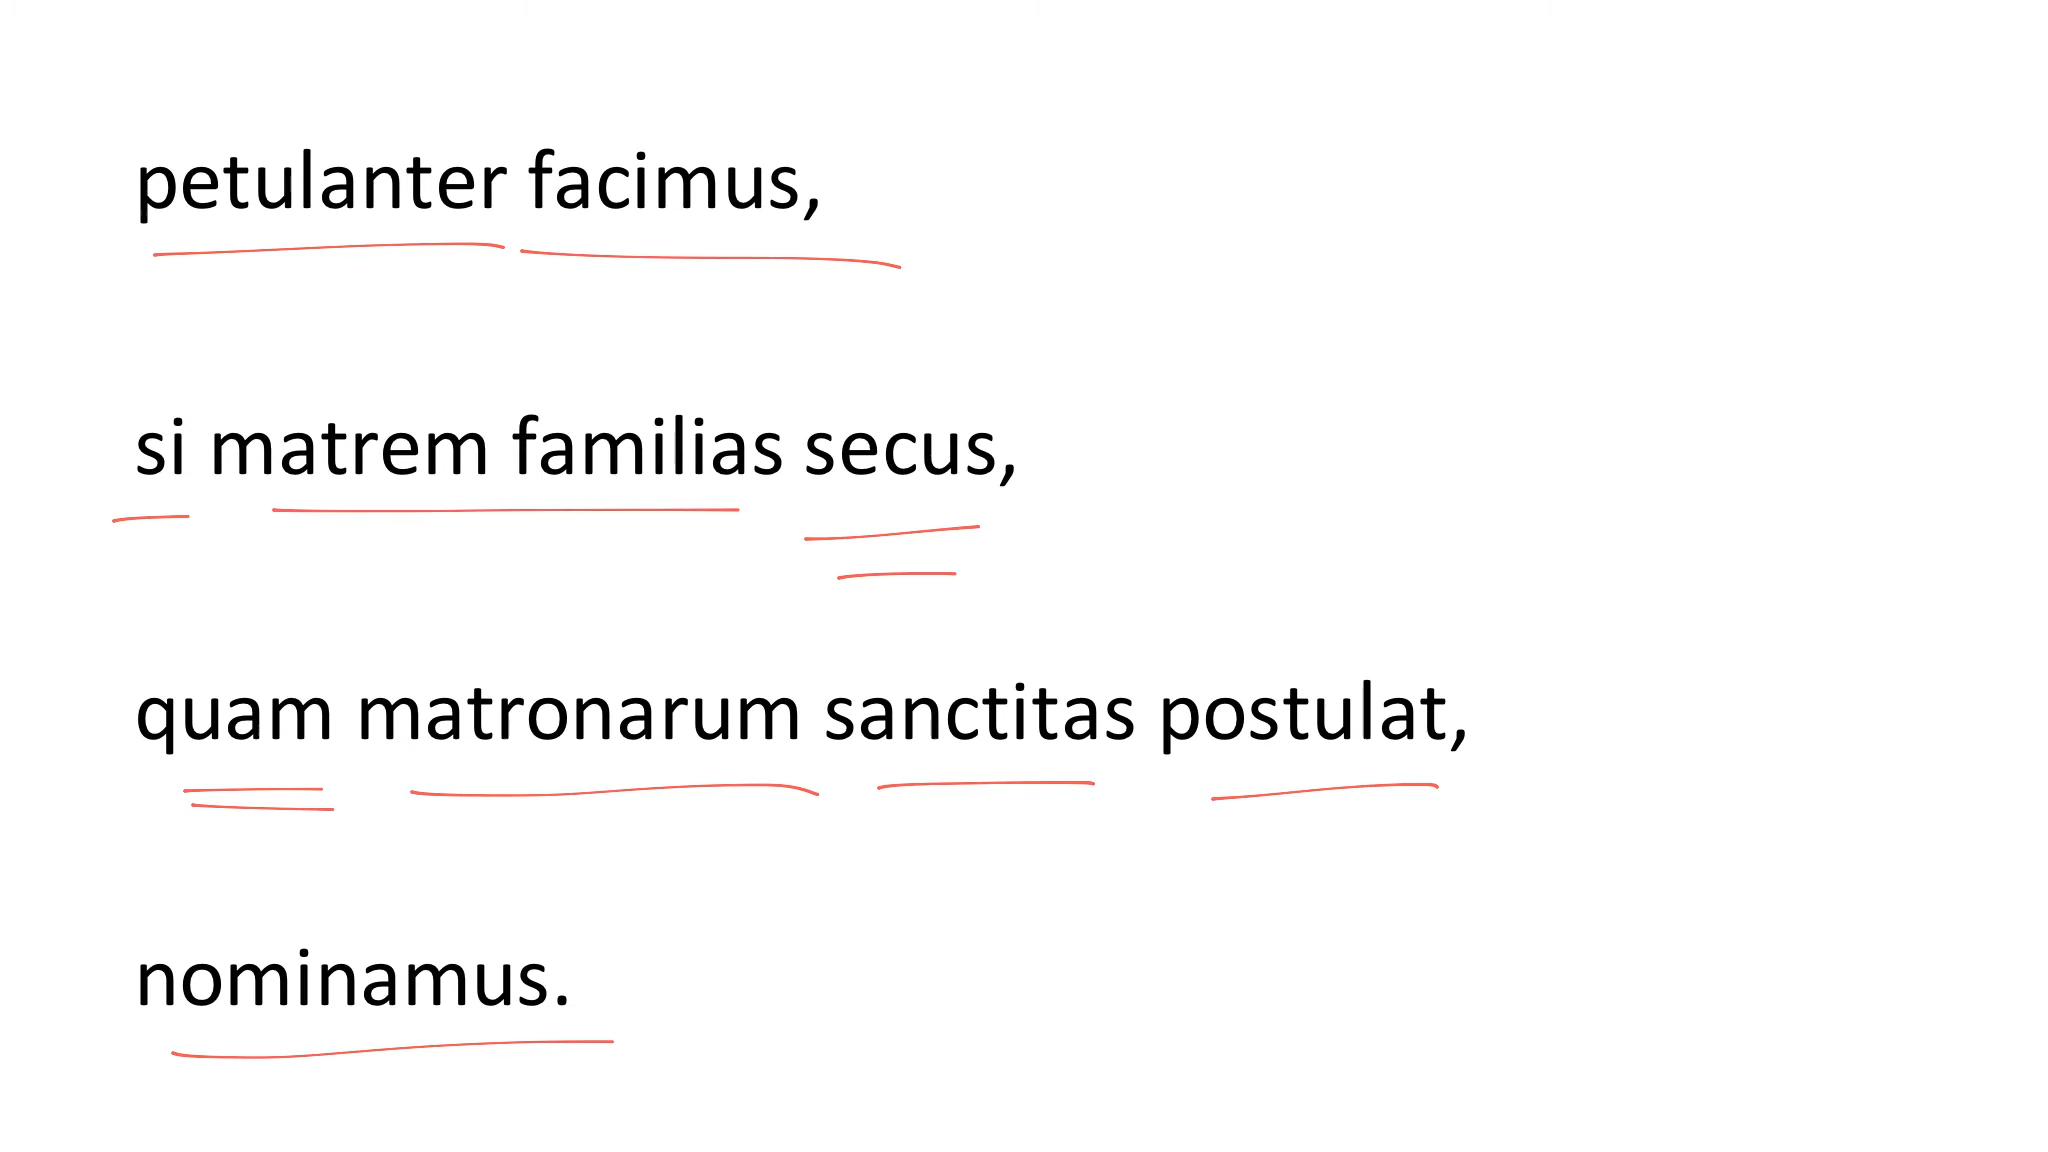 petulanter facimus,
si matrem familias secus,
quam matronarum sanctitas postulat,
nominamus.